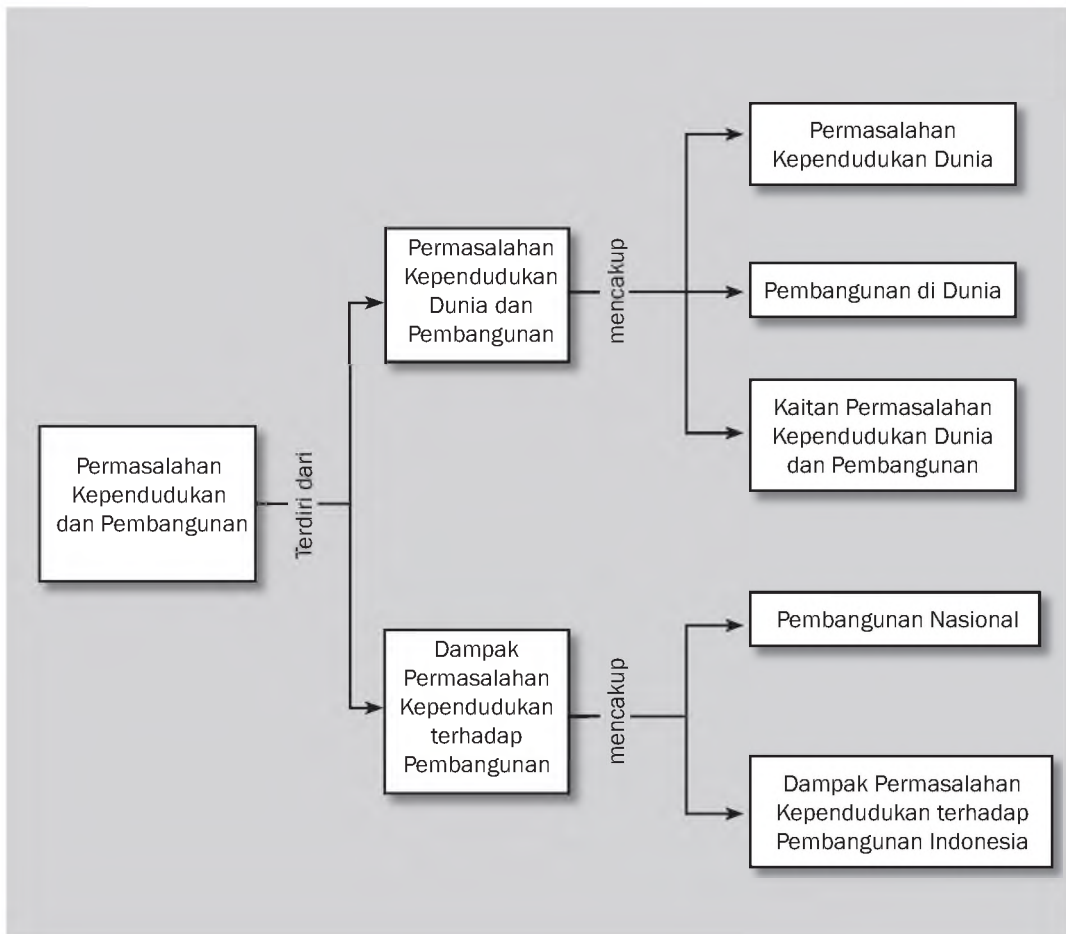 Permasalahan
Kependudukan
dan Pembangunan
Terdiri dari
Permasalahan
Kependudukan
Dunia dan
Pembangunan
mencakup
Permasalahan
Kependudukan Dunia
Pembangunan di Dunia
Kaitan Permasalahan
Kependudukan Dunia
dan Pembangunan
Dampak
Permasalahan
Kependudukan
terhadap
Pembangunan
mencakup
Pembangunan Nasional
Dampak Permasalahan
Kependudukan terhadap
Pembangunan Indonesia